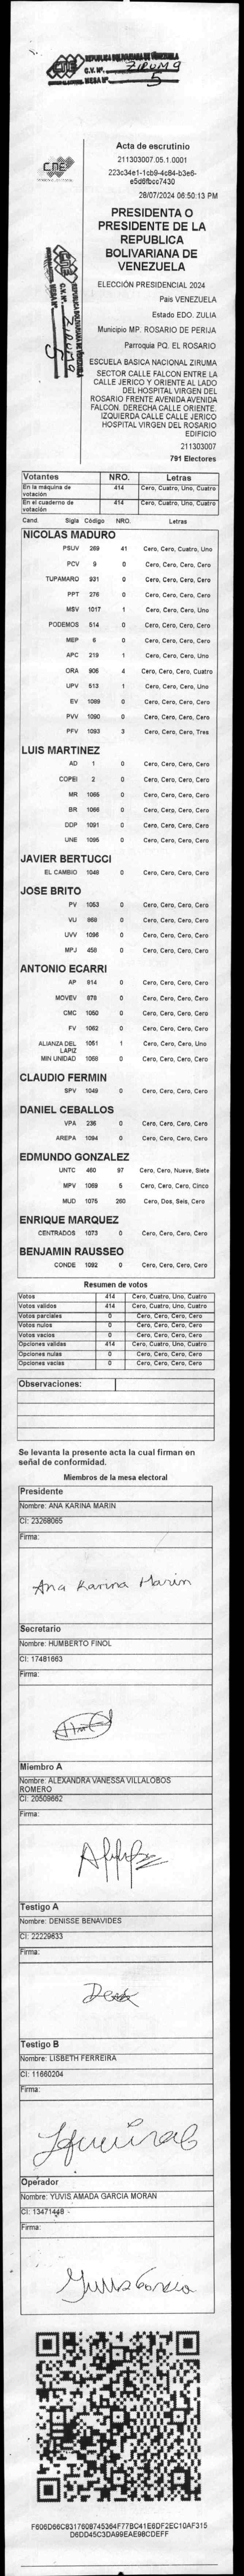 REPUBLICA BOLIVARIANA DE VENEZUELA
C.V. Nº. ZIRUMA
MESA Nº. 5
CNE
Acta de escrutinio
211303007.05.1.0001
223c34e1-1cb9-4c84-b3e6-
e5d6fbcc7430
28/07/2024 06:50:13 PM
PRESIDENTA O
PRESIDENTE DE LA
REPUBLICA
BOLIVARIANA DE
VENEZUELA
ELECCIÓN PRESIDENCIAL 2024
País VENEZUELA
Estado EDO. ZULIA
Municipio MP. ROSARIO DE PERIJA
Parroquia PQ. EL ROSARIO
ESCUELA BASICA NACIONAL ZIRUMA
SECTOR CALLE FALCON ENTRE LA
CALLE JERICO Y ORIENTE AL LADO
DEL HOSPITAL VIRGEN DEL
ROSARIO FRENTE AVENIDA AVENIDA
FALCON. DERECHA CALLE ORIENTE.
IZQUIERDA CALLE CALLE JERICO
HOSPITAL VIRGEN DEL ROSARIO
EDIFICIO
211303007
791 Electores
Votantes NRO. Letras
En la máquina de votación 414 Cero, Cuatro, Uno, Cuatro
En el cuaderno de votación 414 Cero, Cuatro, Uno, Cuatro
Cand. Sigla Código NRO. Letras
NICOLAS MADURO
PSUV 269 41 Cero, Cero, Cuatro, Uno
PCV 9 0 Cero, Cero, Cero, Cero
TUPAMARO 931 0 Cero, Cero, Cero, Cero
PPT 276 0 Cero, Cero, Cero, Cero
MSV 1017 1 Cero, Cero, Cero, Uno
PODEMOS 514 0 Cero, Cero, Cero, Cero
MEP 6 0 Cero, Cero, Cero, Cero
APC 219 1 Cero, Cero, Cero, Uno
ORA 906 4 Cero, Cero, Cero, Cuatro
UPV 613 1 Cero, Cero, Cero, Uno
EV 1089 0 Cero, Cero, Cero, Cero
PVV 1090 0 Cero, Cero, Cero, Cero
PFV 1093 3 Cero, Cero, Cero, Tres
LUIS MARTINEZ
AD 1 0 Cero, Cero, Cero, Cero
COPEI 2 0 Cero, Cero, Cero, Cero
MR 1065 0 Cero, Cero, Cero, Cero
BR 1066 0 Cero, Cero, Cero, Cero
DDP 1091 0 Cero, Cero, Cero, Cero
UNE 1095 0 Cero, Cero, Cero, Cero
JAVIER BERTUCCI
EL CAMBIO 1048 0 Cero, Cero, Cero, Cero
JOSE BRITO
PV 1053 0 Cero, Cero, Cero, Cero
VU 868 0 Cero, Cero, Cero, Cero
UVV 1096 0 Cero, Cero, Cero, Cero
MPJ 458 0 Cero, Cero, Cero, Cero
ANTONIO ECARRI
AP 914 0 Cero, Cero, Cero, Cero
MOVEV 878 0 Cero, Cero, Cero, Cero
CMC 1050 0 Cero, Cero, Cero, Cero
FV 1062 0 Cero, Cero, Cero, Cero
ALIANZA DEL LAPIZ 1051 1 Cero, Cero, Cero, Uno
MIN UNIDAD 1058 0 Cero, Cero, Cero, Cero
CLAUDIO FERMIN
SPV 1049 0 Cero, Cero, Cero, Cero
DANIEL CEBALLOS
VPA 236 0 Cero, Cero, Cero, Cero
AREPA 1094 0 Cero, Cero, Cero, Cero
EDMUNDO GONZALEZ
UNTC 460 97 Cero, Cero, Nueve, Siete
MPV 1069 5 Cero, Cero, Cero, Cinco
MUD 1075 260 Cero, Dos, Seis, Cero
ENRIQUE MARQUEZ
CENTRADOS 1073 0 Cero, Cero, Cero, Cero
BENJAMIN RAUSSEO
CONDE 1092 0 Cero, Cero, Cero, Cero
Resumen de votos
Votos 414 Cero, Cuatro, Uno, Cuatro
Votos validos 414 Cero, Cuatro, Uno, Cuatro
Votos parciales 0 Cero, Cero, Cero, Cero
Votos nulos 0 Cero, Cero, Cero, Cero
Votos vacios 0 Cero, Cero, Cero, Cero
Opciones validas 414 Cero, Cuatro, Uno, Cuatro
Opciones nulas 0 Cero, Cero, Cero, Cero
Opciones vacias 0 Cero, Cero, Cero, Cero
Observaciones:
Se levanta la presente acta la cual firman en
señal de conformidad.
Miembros de la mesa electoral
Presidente
Nombre: ANA KARINA MARIN
CI: 23268065
Firma:
Ana Karina Marin
Secretario
Nombre: HUMBERTO FINOL
CI: 17481663
Firma:
Miembro A
Nombre: ALEXANDRA VANESSA VILLALOBOS
ROMERO
CI: 20509662
Firma:
Testigo A
Nombre: DENISSE BENAVIDES
CI: 22229633
Firma:
Testigo B
Nombre: LISBETH FERREIRA
CI: 11660204
Firma:
Operador
Nombre: YUVIS AMADA GARCIA MORAN
CI: 13471448
Firma:
Yuvis Garcia
F606D66C8317608745364F77BC41E6DF2EC10AF315
D6DD45C3DA99EAE98CDEFF